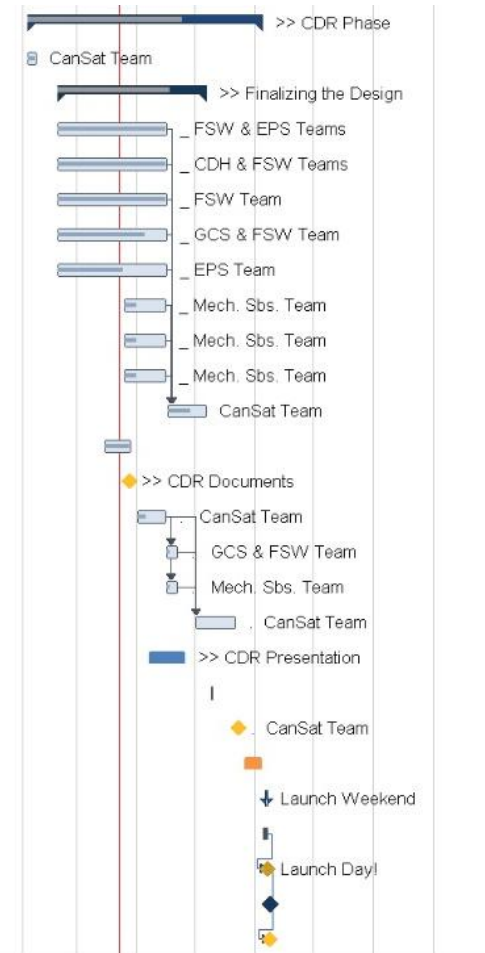 >> CDR Phase
CanSat Team
>> Finalizing the Design
_ FSW & EPS Teams
_ CDH & FSW Teams
_ FSW Team
_ GCS & FSW Team
_ EPS Team
_ Mech. Sbs. Team
_ Mech. Sbs. Team
_ Mech. Sbs. Team
CanSat Team
>> CDR Documents
. CanSat Team
GCS & FSW Team
Mech. Sbs. Team
. CanSat Team
>> CDR Presentation
. CanSat Team
Launch Weekend
Launch Day!